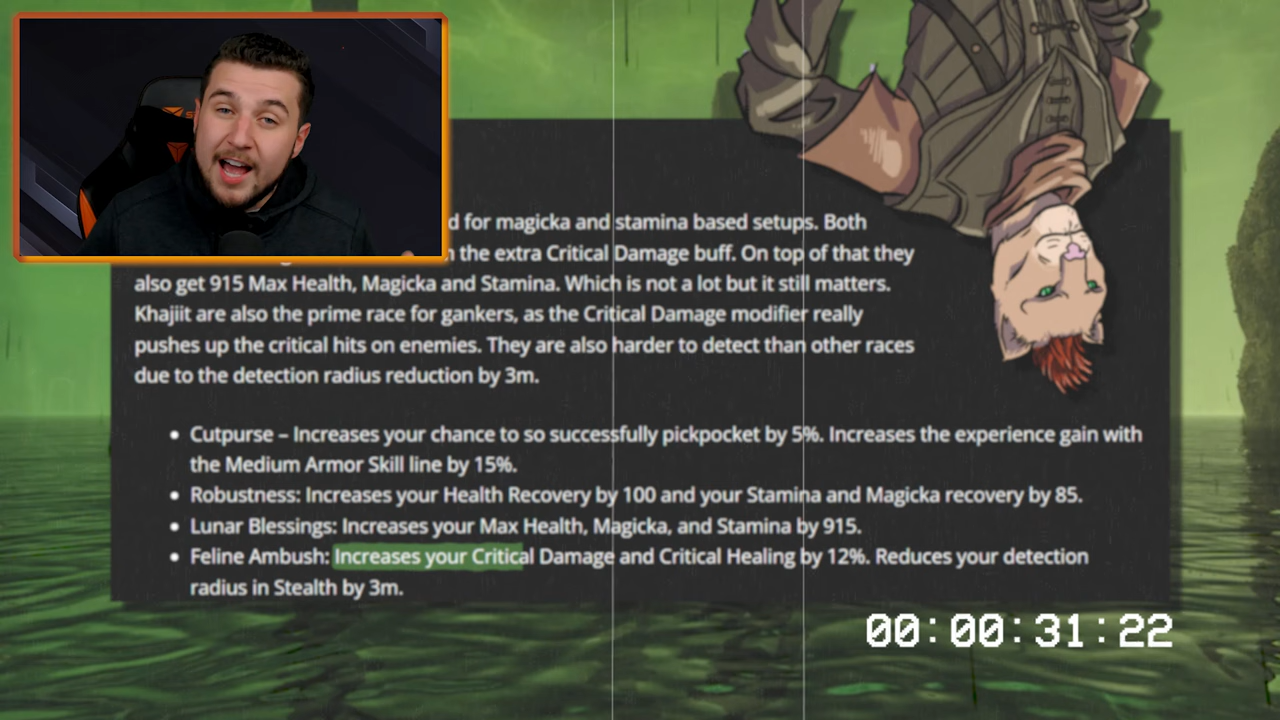 d for magicka and stamina based setups. Both
the extra Critical Damage buff. On top of that they
also get 915 Max Health, Magicka and Stamina. Which is not a lot but it still matters.
Khajiit are also the prime race for gankers, as the Critical Damage modifier really
pushes up the critical hits on enemies. They are also harder to detect than other races
due to the detection radius reduction by 3m.
• Cutpurse – Increases your chance to so successfully pickpocket by 5%. Increases the experience gain with
the Medium Armor Skill line by 15%.
• Robustness: Increases your Health Recovery by 100 and your Stamina and Magicka recovery by 85.
• Lunar Blessings: Increases your Max Health, Magicka, and Stamina by 915.
• Feline Ambush: Increases your Critical Damage and Critical Healing by 12%. Reduces your detection
radius in Stealth by 3m.
00:00:31:22